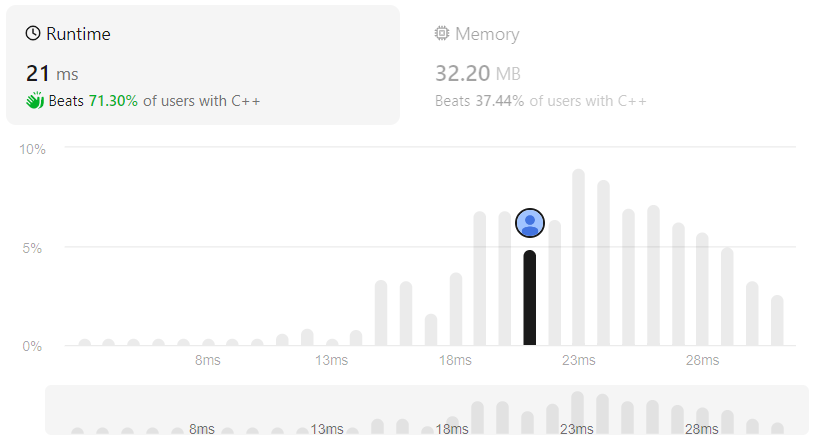 Runtime
21 ms
Beats 71.30% of users with C++
Memory
32.20 MB
Beats 37.44% of users with C++
10%
5%
0%
8ms 13ms 18ms 23ms 28ms
8ms 13ms 18ms 23ms 28ms